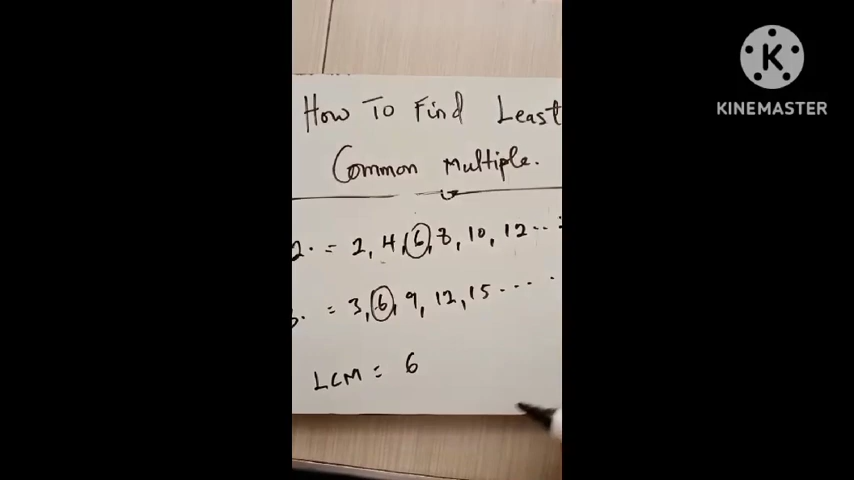 How To Find Least
Common Multiple.
2. = 2, 4, 6, 8, 10, 12...
3. = 3, 6, 9, 12, 15.....
LCM = 6
K
KINEMASTER